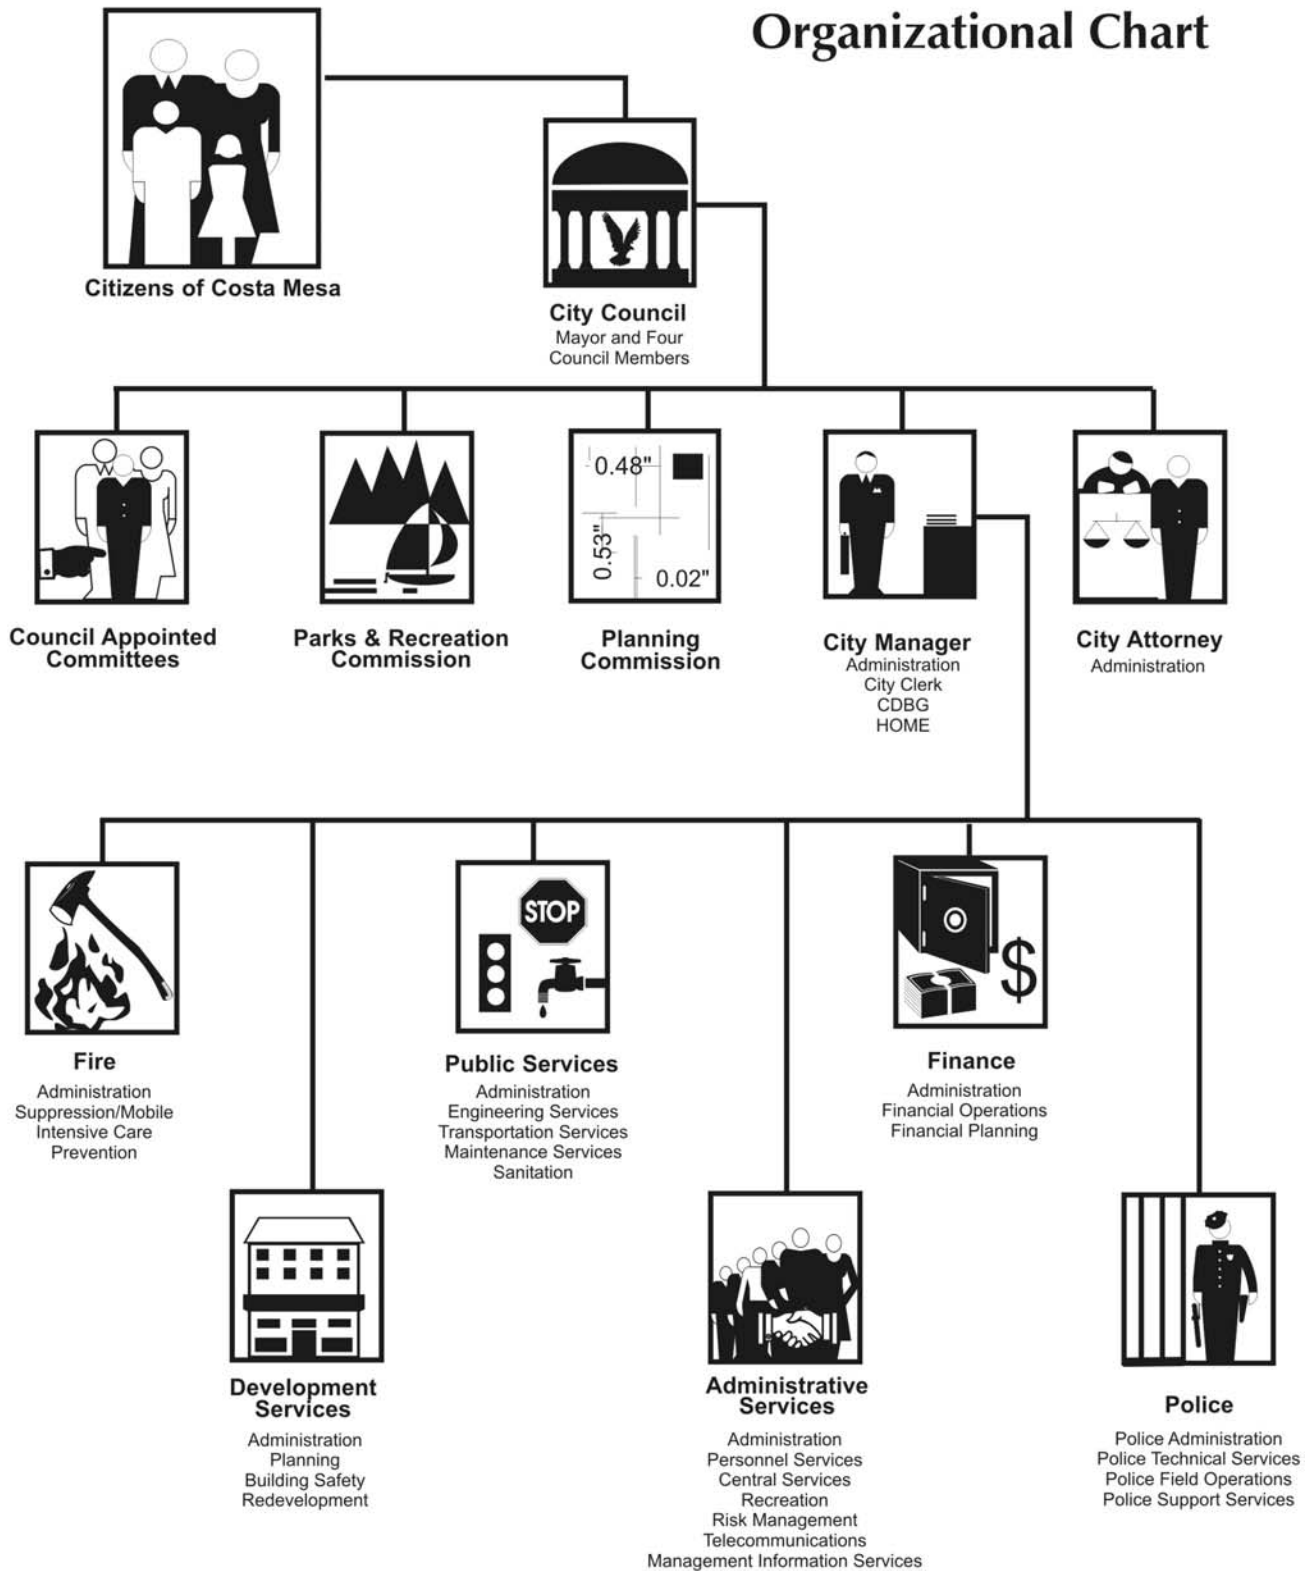 Organizational Chart
Citizens of Costa Mesa
City Council
Mayor and Four
Council Members
0.48"
0.53"
0.02"
Council Appointed
Committees
Parks & Recreation
Commission
Planning
Commission
City Manager
Administration
City Clerk
CDBG
HOME
City Attorney
Administration
STOP
$
Fire
Administration
Suppression/Mobile
Intensive Care
Prevention
Public Services
Administration
Engineering Services
Transportation Services
Maintenance Services
Sanitation
Finance
Administration
Financial Operations
Financial Planning
Development
Services
Administration
Planning
Building Safety
Redevelopment
Administrative
Services
Administration
Personnel Services
Central Services
Recreation
Risk Management
Telecommunications
Management Information Services
Police
Police Administration
Police Technical Services
Police Field Operations
Police Support Services